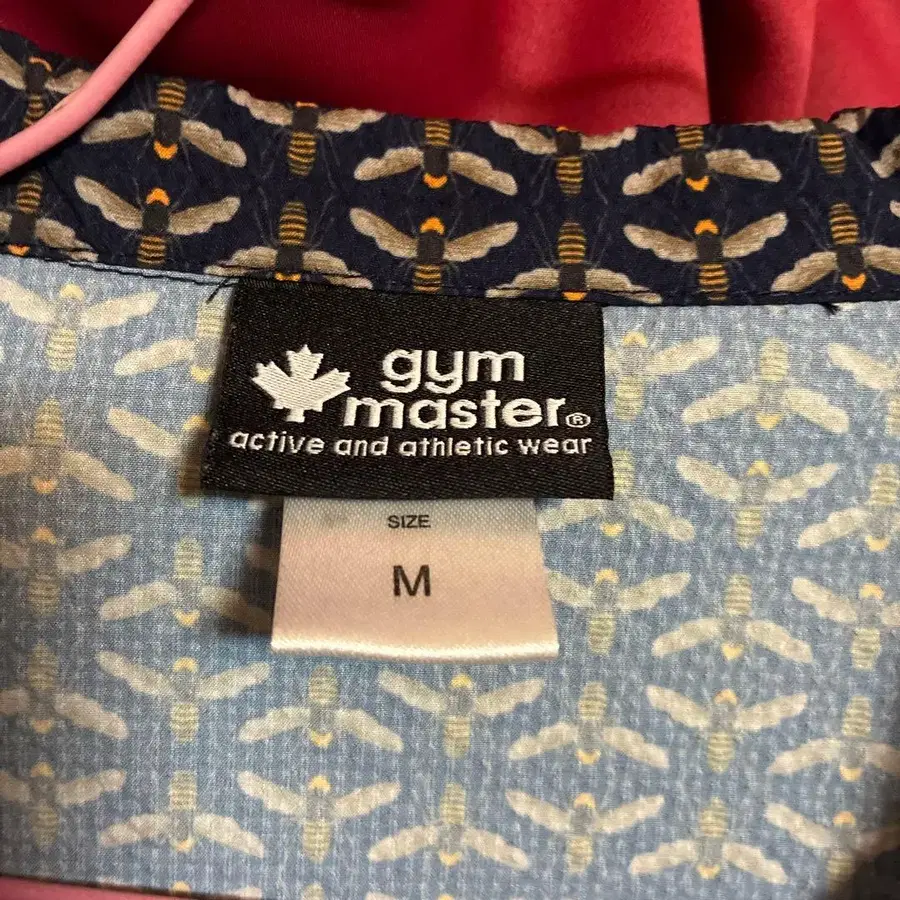 gym
master®
active and athletic wear
SIZE
M